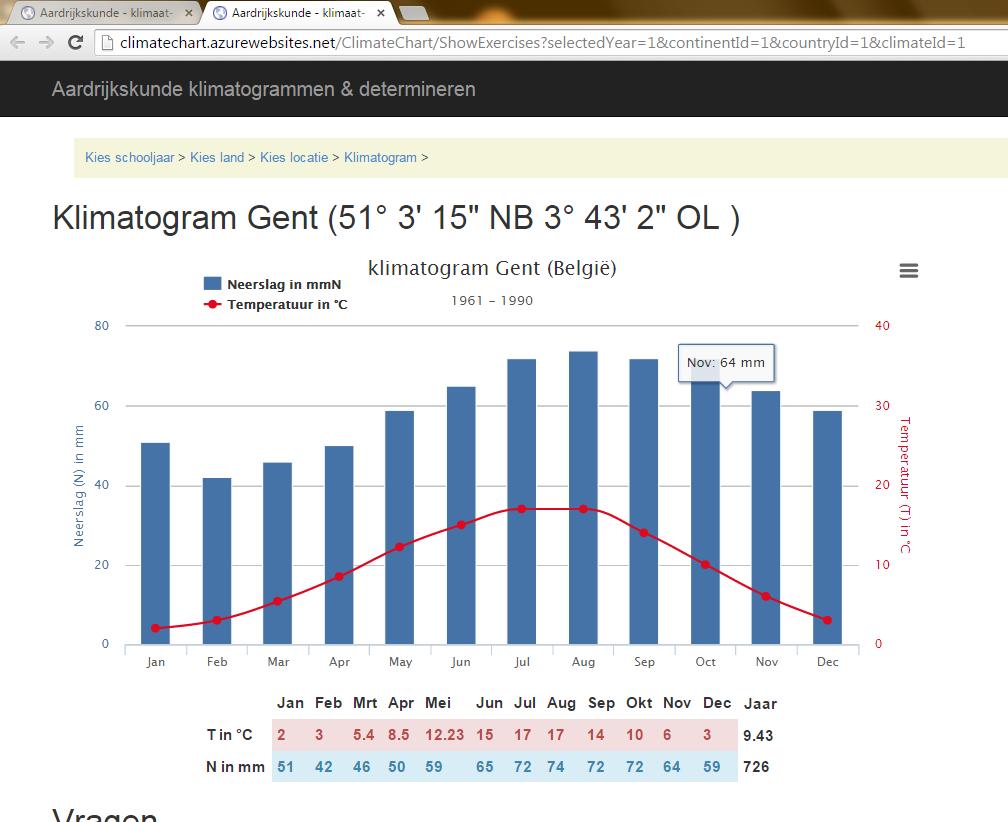 Aardrijkskunde - klimaat- × Aardrijkskunde - klimaat- ×
climatechart.azurewebsites.net/ClimateChart/ShowExercises?selectedYear=1&continentId=1&countryId=1&climateId=1
Aardrijkskunde klimatogrammen & determineren
Kies schooljaar > Kies land > Kies locatie > Klimatogram >
Klimatogram Gent (51° 3' 15" NB 3° 43' 2" OL )
klimatogram Gent (België)
1961 - 1990
Neerslag in mmN
Temperatuur in °C
80 40
60 30
40 20
20 10
0 0
Neerslag (N) in mm
Temperatuur (T) in °C
Nov: 64 mm
Jan Feb Mar Apr May Jun Jul Aug Sep Oct Nov Dec
Jan Feb Mrt Apr Mei Jun Jul Aug Sep Okt Nov Dec Jaar
T in °C 2 3 5.4 8.5 12.23 15 17 17 14 10 6 3 9.43
N in mm 51 42 46 50 59 65 72 74 72 72 64 59 726
Vragen